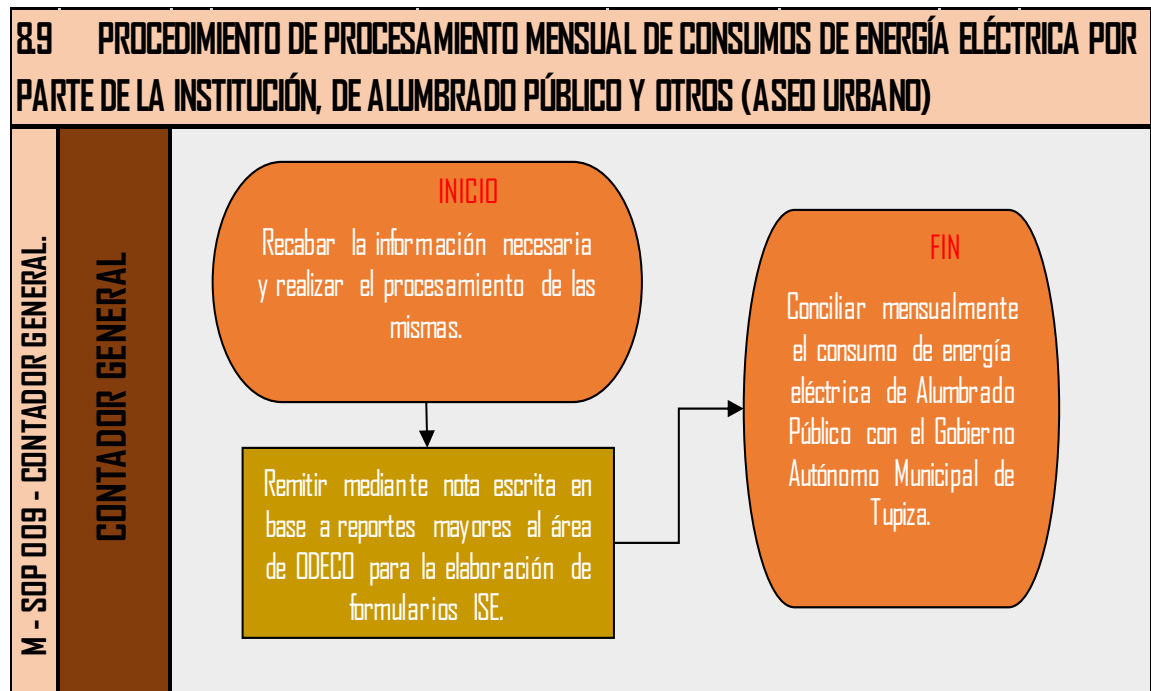 8.9 PROCEDIMIENTO DE PROCESAMIENTO MENSUAL DE CONSUMOS DE ENERGÍA ELÉCTRICA POR
PARTE DE LA INSTITUCIÓN, DE ALUMBRADO PÚBLICO Y OTROS (ASEO URBANO)
M - SOP 009 - CONTADOR GENERAL.
CONTADOR GENERAL
INICIO
Recabar la información necesaria
y realizar el procesamiento de las
mismas.
Remitir mediante nota escrita en
base a reportes mayores al área
de ODECO para la elaboración de
formularios ISE.
FIN
Conciliar mensualmente
el consumo de energía
eléctrica de Alumbrado
Público con el Gobierno
Autónomo Municipal de
Tupiza.